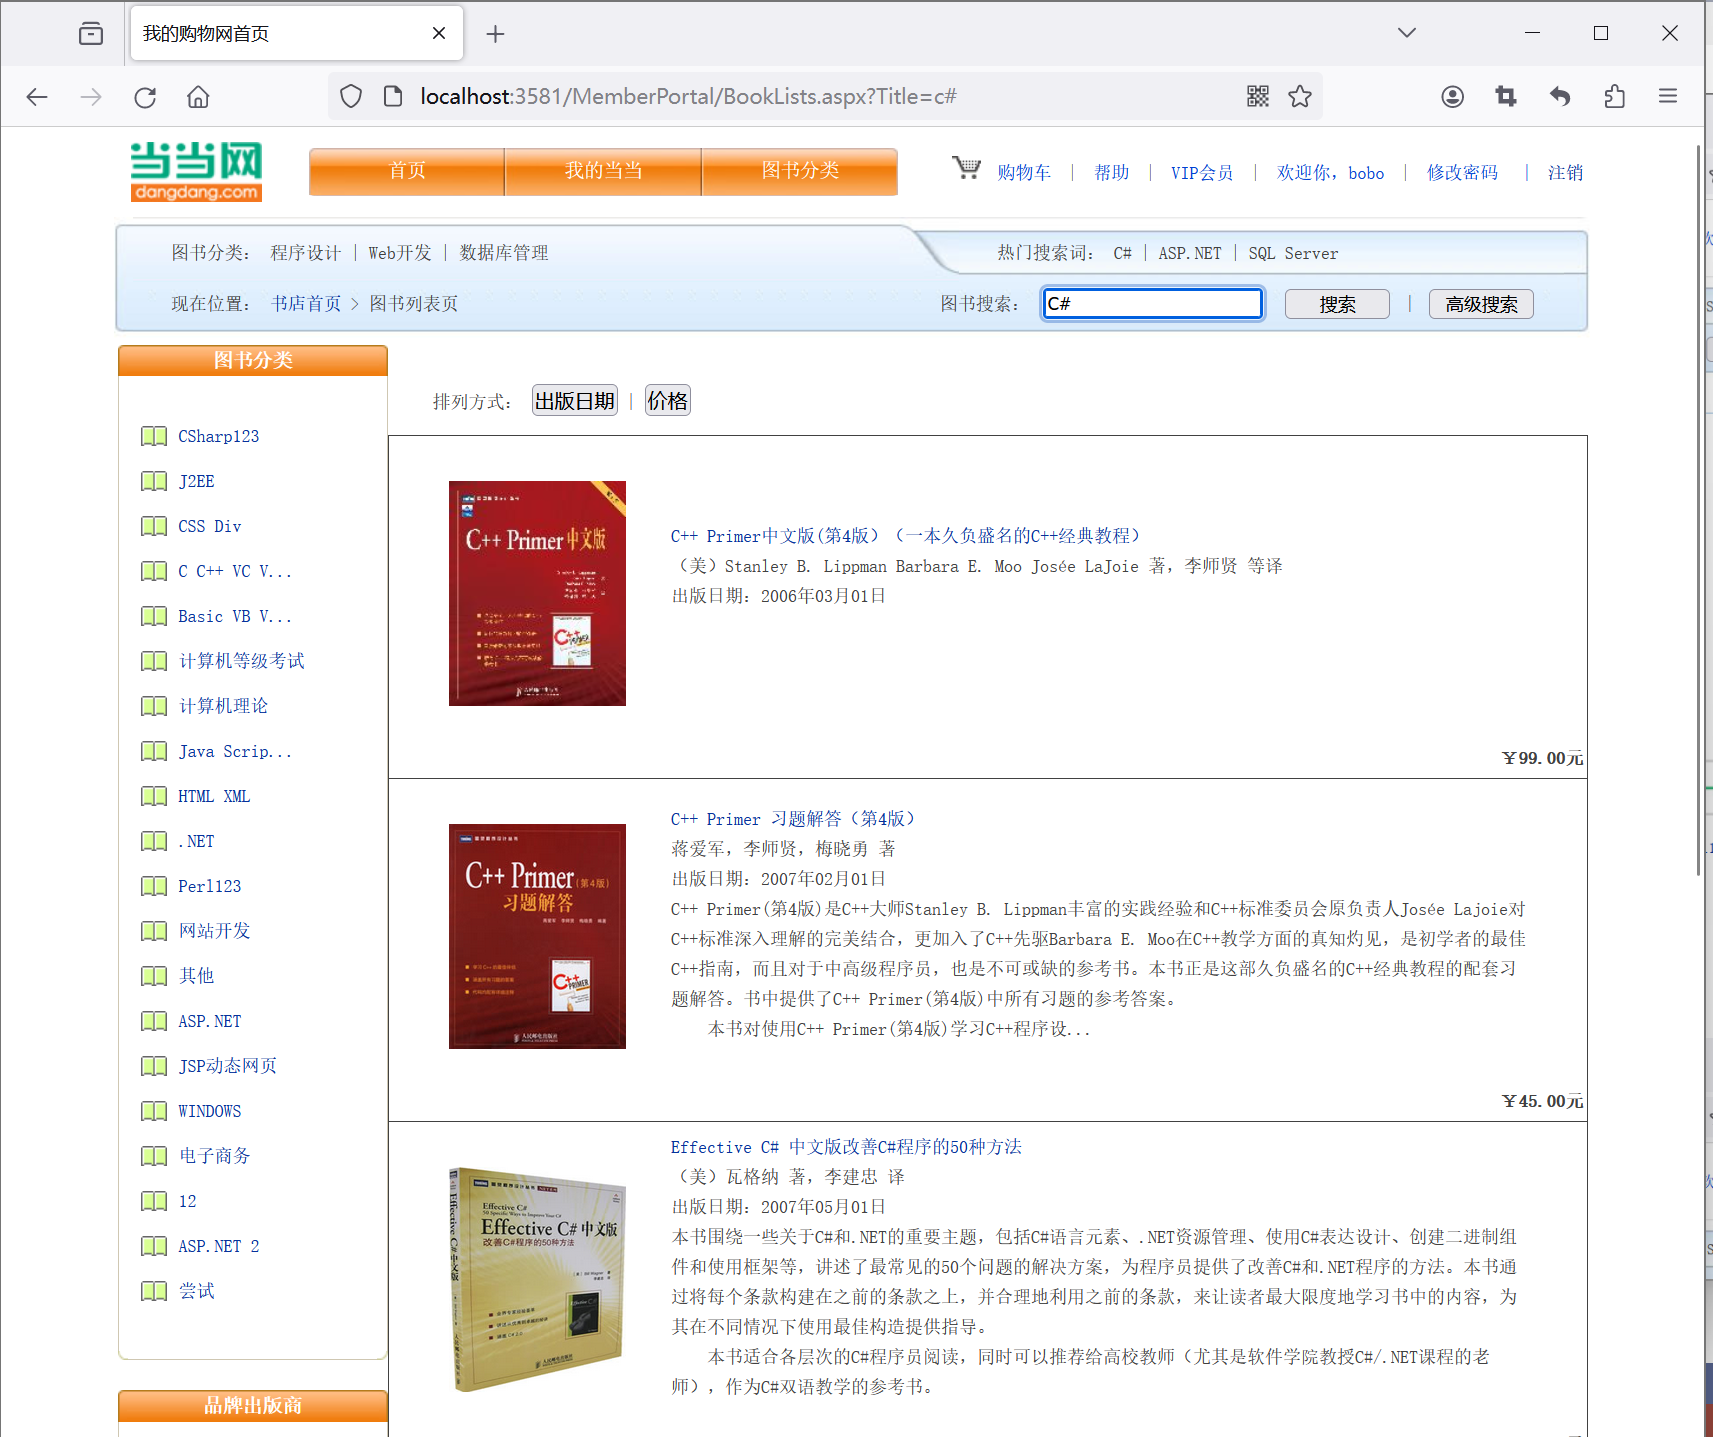 我的购物网首页
localhost:3581/MemberPortal/BookLists.aspx?Title=c#
当当网
dangdang.com
首页 我的当当 图书分类
购物车 | 帮助 | VIP会员 | 欢迎你，bobo | 修改密码 | 注销
图书分类： 程序设计 | Web开发 | 数据库管理
热门搜索词： C# | ASP.NET | SQL Server
现在位置： 书店首页 > 图书列表页
图书搜索： C# 搜索 | 高级搜索
图书分类
CSharp123
J2EE
CSS Div
C C++ VC V...
Basic VB V...
计算机等级考试
计算机理论
Java Scrip...
HTML XML
.NET
Perl123
网站开发
其他
ASP.NET
JSP动态网页
WINDOWS
电子商务
12
ASP.NET 2
尝试
品牌出版商
排列方式： 出版日期 | 价格
C++ Primer 中文版
C++ Primer中文版(第4版）（一本久负盛名的C++经典教程）
（美）Stanley B. Lippman Barbara E. Moo Josée LaJoie 著，李师贤 等译
出版日期：2006年03月01日
￥99.00元
C++ Primer (第4版)
习题解答
C++ PRIMER
人民邮电出版社
C++ Primer 习题解答（第4版）
蒋爱军，李师贤，梅晓勇 著
出版日期：2007年02月01日
C++ Primer(第4版)是C++大师Stanley B. Lippman丰富的实践经验和C++标准委员会原负责人Josée Lajoie对
C++标准深入理解的完美结合，更加入了C++先驱Barbara E. Moo在C++教学方面的真知灼见，是初学者的最佳
C++指南，而且对于中高级程序员，也是不可或缺的参考书。本书正是这部久负盛名的C++经典教程的配套习
题解答。书中提供了C++ Primer(第4版)中所有习题的参考答案。
本书对使用C++ Primer(第4版)学习C++程序设...
￥45.00元
Effective C#
50 Specific Ways to Improve Your C#
Effective C# 中文版
改善C#程序的50种方法
人民邮电出版社
Effective C# 中文版改善C#程序的50种方法
（美）瓦格纳 著，李建忠 译
出版日期：2007年05月01日
本书围绕一些关于C#和.NET的重要主题，包括C#语言元素、.NET资源管理、使用C#表达设计、创建二进制组
件和使用框架等，讲述了最常见的50个问题的解决方案，为程序员提供了改善C#和.NET程序的方法。本书通
过将每个条款构建在之前的条款之上，并合理地利用之前的条款，来让读者最大限度地学习书中的内容，为
其在不同情况下使用最佳构造提供指导。
本书适合各层次的C#程序员阅读，同时可以推荐给高校教师（尤其是软件学院教授C#/.NET课程的老
师），作为C#双语教学的参考书。